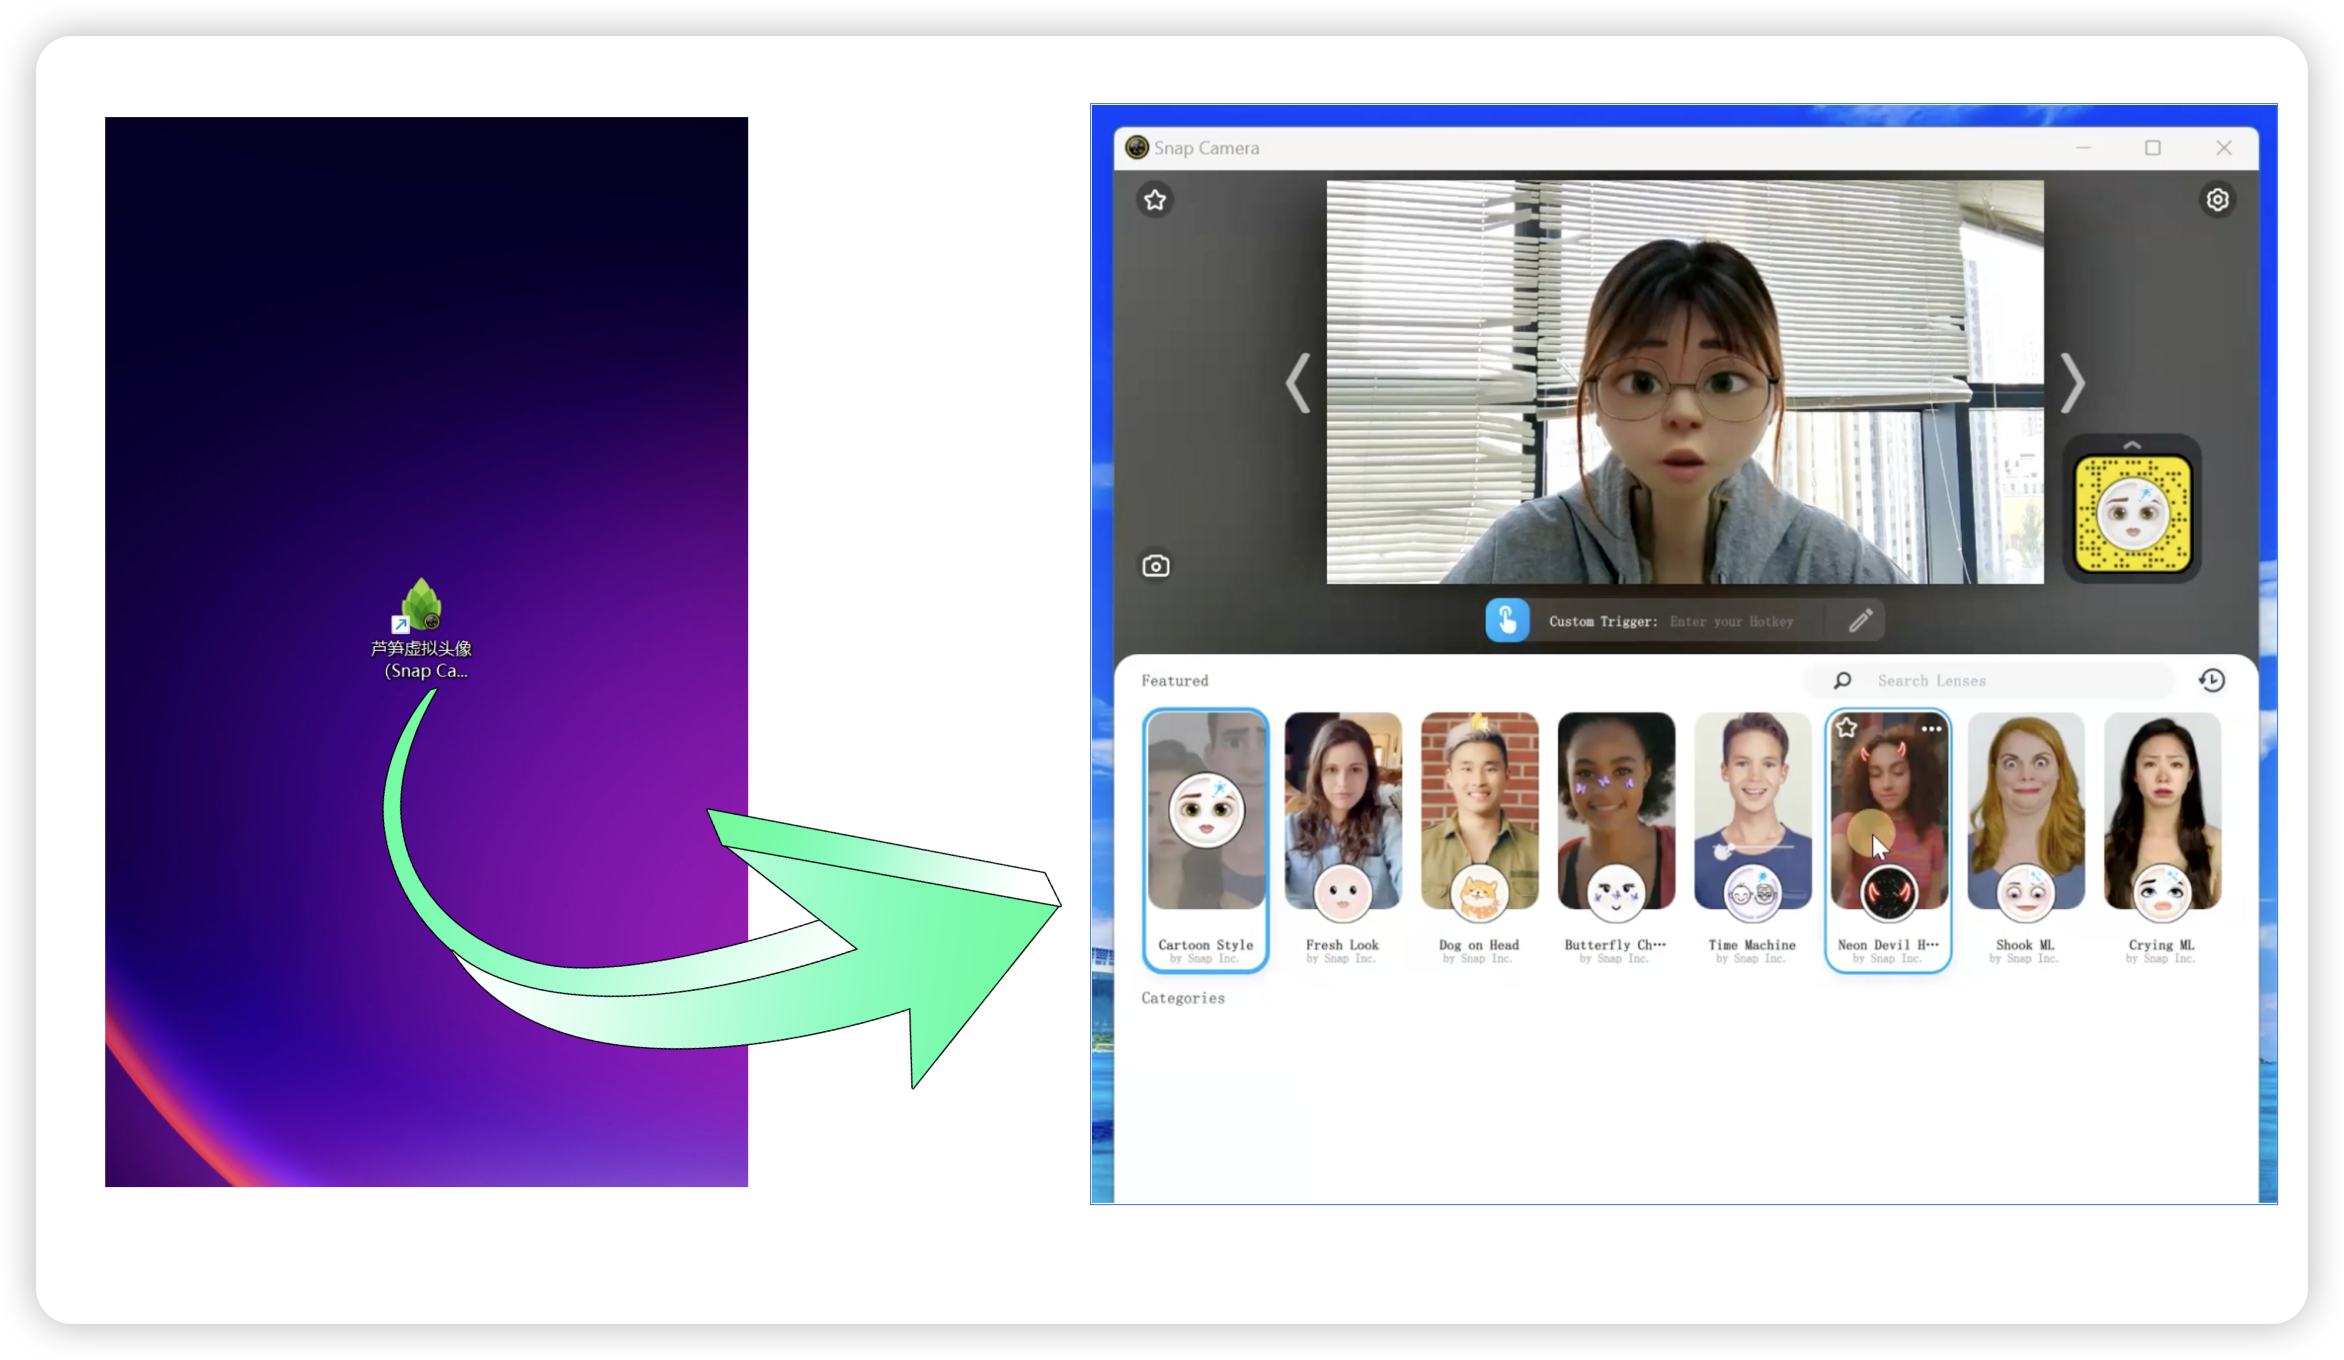 芦笋虚拟头像
(Snap Ca...
Snap Camera
Custom Trigger: Enter your Hotkey
Featured
Search Lenses
Cartoon Style
by Snap Inc.
Fresh Look
by Snap Inc.
Dog on Head
by Snap Inc.
Butterfly Ch···
by Snap Inc.
Time Machine
by Snap Inc.
Neon Devil H···
by Snap Inc.
Shook ML
by Snap Inc.
Crying ML
by Snap Inc.
Categories